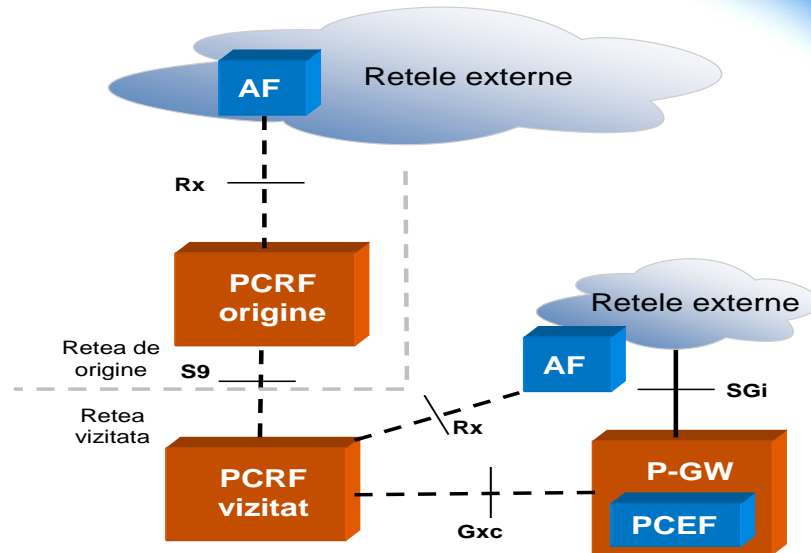 Retele externe
AF
Rx
PCRF
origine
Retele externe
Retea de
origine
S9
AF
SGi
Retea
vizitata
Rx
PCRF
vizitat
P-GW
Gxc
PCEF